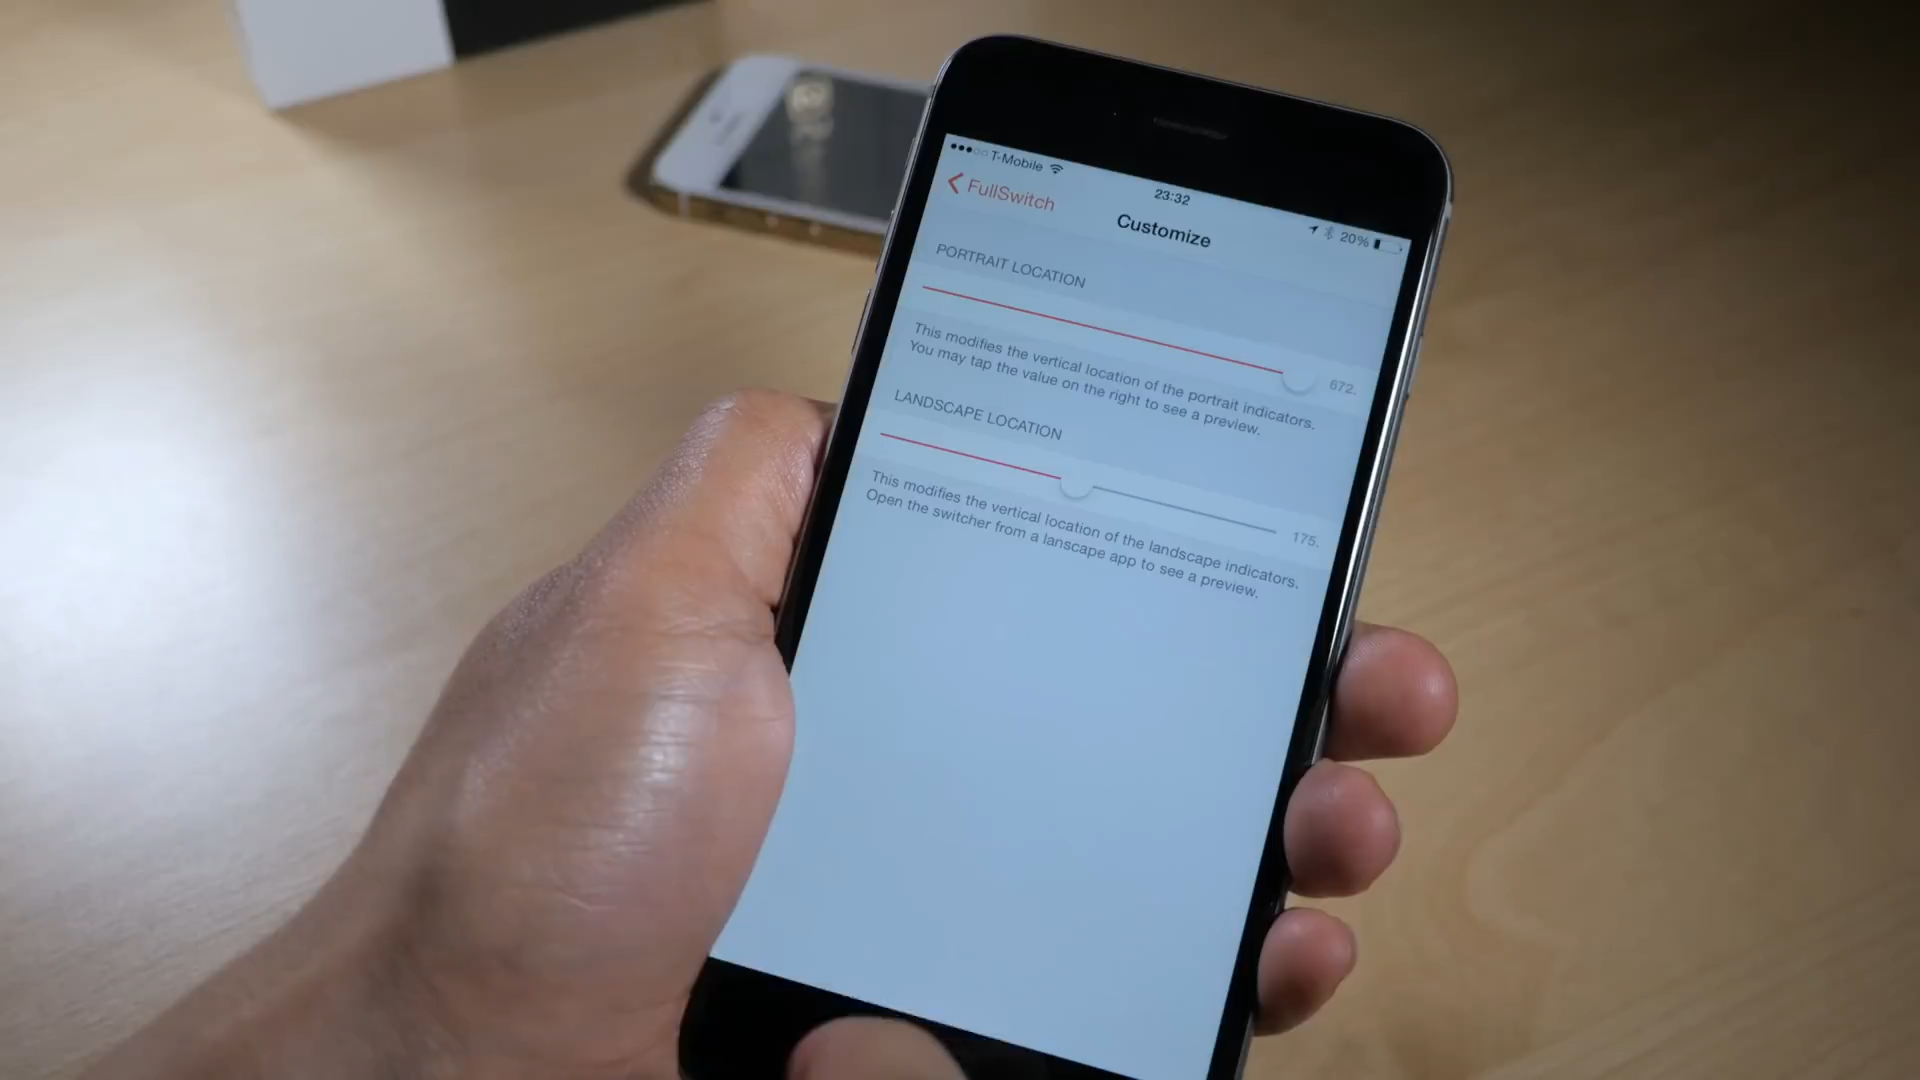 T-Mobile
23:32
20%
FullSwitch
Customize
PORTRAIT LOCATION
672.
This modifies the vertical location of the portrait indicators.
You may tap the value on the right to see a preview.
LANDSCAPE LOCATION
175.
This modifies the vertical location of the landscape indicators.
Open the switcher from a lanscape app to see a preview.